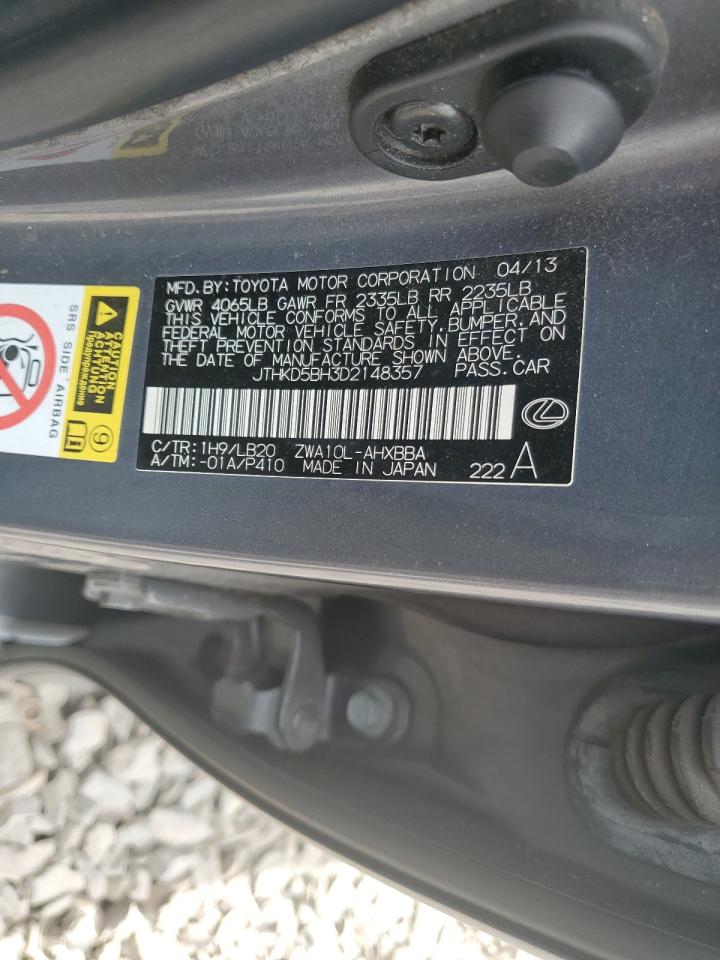 MFD.BY:TOYOTA MOTOR CORPORATION 04/13
GVWR 4065LB GAWR FR 2335LB RR 2235LB
THIS VEHICLE CONFORMS TO ALL APPLICABLE
FEDERAL MOTOR VEHICLE SAFETY,BUMPER,AND
THEFT PREVENTION STANDARDS IN EFFECT ON
THE DATE OF MANUFACTURE SHOWN ABOVE.
JTHKD5BH3D2148357 PASS.CAR
C/TR:1H9/LB20 ZWA10L-AHXBBA
A/TM:-01A/P410 MADE IN JAPAN 222 A
SRS SIDE AIRBAG
CAUTION
ATTENTION
ACHTUNG
Предупреждение
9